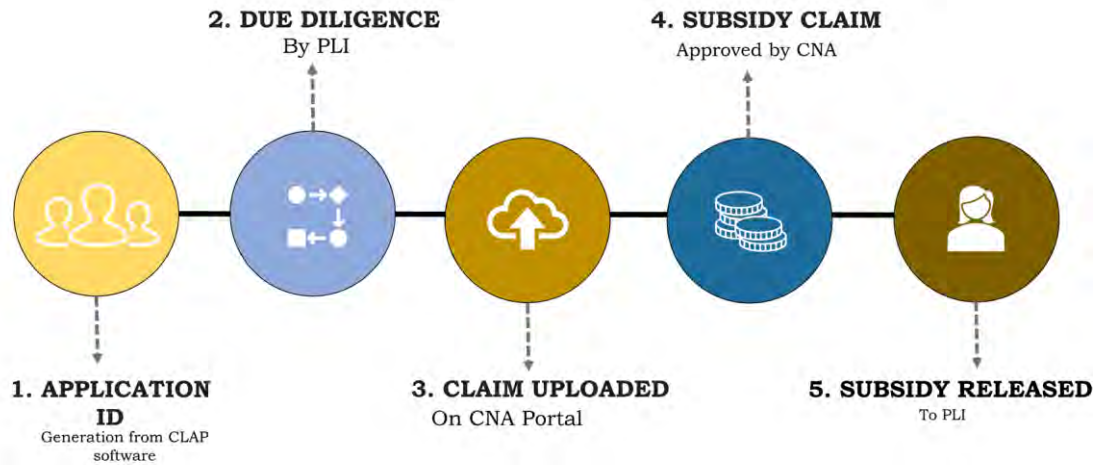 1. APPLICATION
ID
Generation from CLAP
software
2. DUE DILIGENCE
By PLI
3. CLAIM UPLOADED
On CNA Portal
4. SUBSIDY CLAIM
Approved by CNA
5. SUBSIDY RELEASED
To PLI